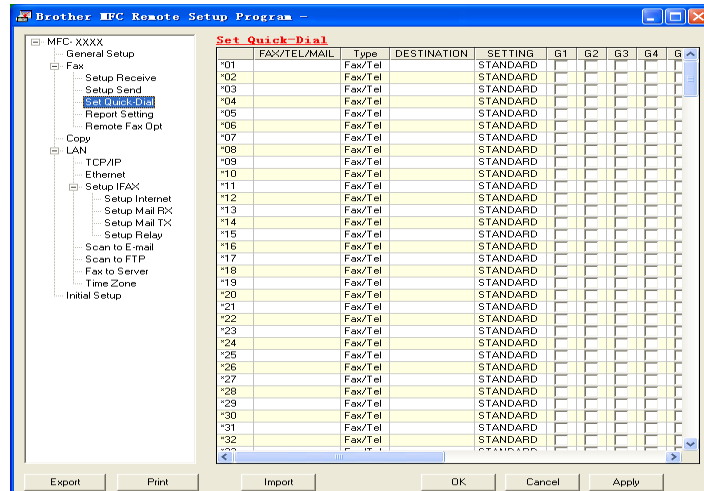 Brother MFC Remote Setup Program -
MFC- XXXX
General Setup
Fax
Setup Receive
Setup Send
Set Quick-Dial
Report Setting
Remote Fax Opt
Copy
LAN
TCP/IP
Ethernet
Setup IFAX
Setup Internet
Setup Mail RX
Setup Mail TX
Setup Relay
Scan to E-mail
Scan to FTP
Fax to Server
Time Zone
Initial Setup
Set Quick-Dial
FAX/TEL/MAIL Type DESTINATION SETTING G1 G2 G3 G4 G
*01 Fax/Tel STANDARD
*02 Fax/Tel STANDARD
*03 Fax/Tel STANDARD
*04 Fax/Tel STANDARD
*05 Fax/Tel STANDARD
*06 Fax/Tel STANDARD
*07 Fax/Tel STANDARD
*08 Fax/Tel STANDARD
*09 Fax/Tel STANDARD
*10 Fax/Tel STANDARD
*11 Fax/Tel STANDARD
*12 Fax/Tel STANDARD
*13 Fax/Tel STANDARD
*14 Fax/Tel STANDARD
*15 Fax/Tel STANDARD
*16 Fax/Tel STANDARD
*17 Fax/Tel STANDARD
*18 Fax/Tel STANDARD
*19 Fax/Tel STANDARD
*20 Fax/Tel STANDARD
*21 Fax/Tel STANDARD
*22 Fax/Tel STANDARD
*23 Fax/Tel STANDARD
*24 Fax/Tel STANDARD
*25 Fax/Tel STANDARD
*26 Fax/Tel STANDARD
*27 Fax/Tel STANDARD
*28 Fax/Tel STANDARD
*29 Fax/Tel STANDARD
*30 Fax/Tel STANDARD
*31 Fax/Tel STANDARD
*32 Fax/Tel STANDARD
Export Print Import OK Cancel Apply